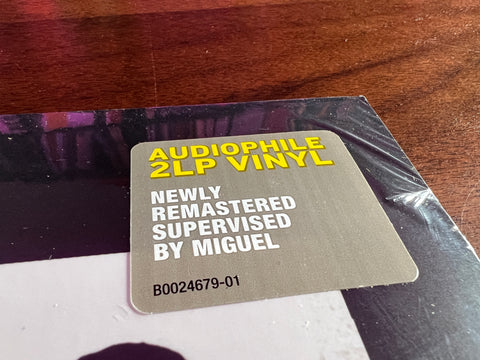 AUDIOPHILE
2LP VINYL
NEWLY
REMASTERED
SUPERVISED
BY MIGUEL
B0024679-01